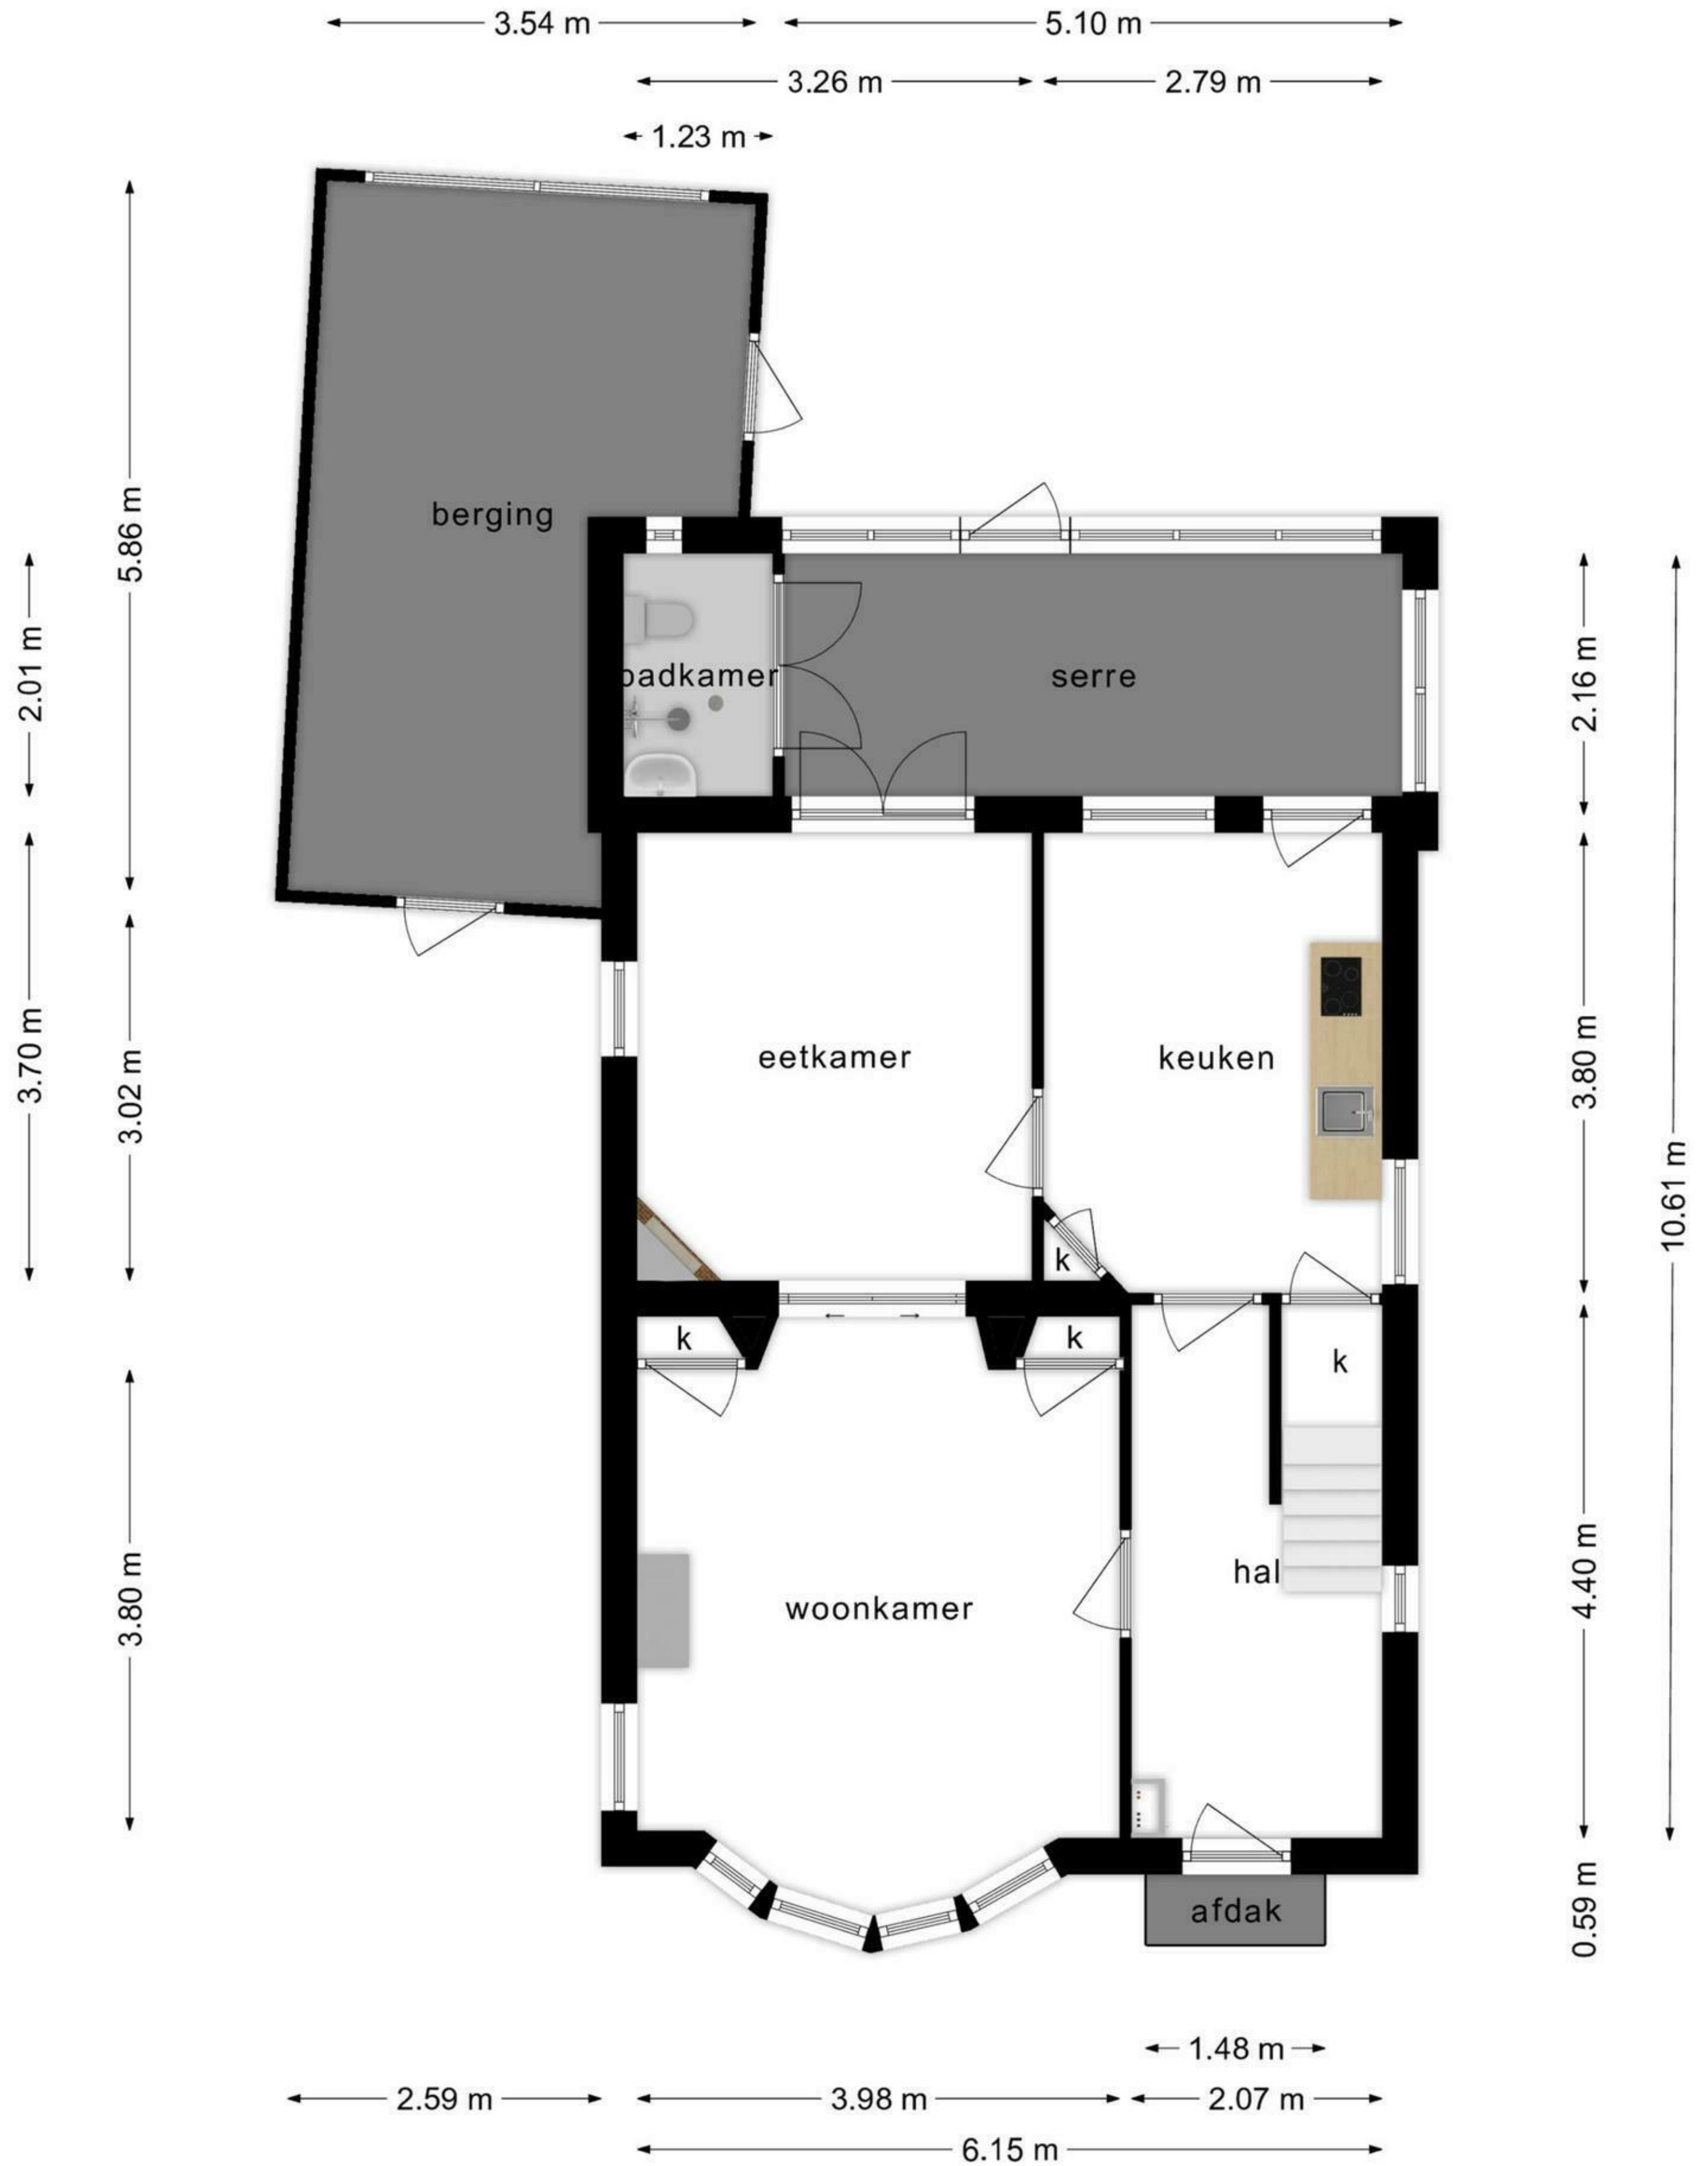 3.54 m
5.10 m
3.26 m
2.79 m
1.23 m
5.86 m
berging
2.01 m
badkamer
serre
2.16 m
3.70 m
3.02 m
eetkamer
keuken
3.80 m
10.61 m
k
k
k
k
3.80 m
woonkamer
hal
4.40 m
0.59 m
afdak
1.48 m
2.59 m
3.98 m
2.07 m
6.15 m